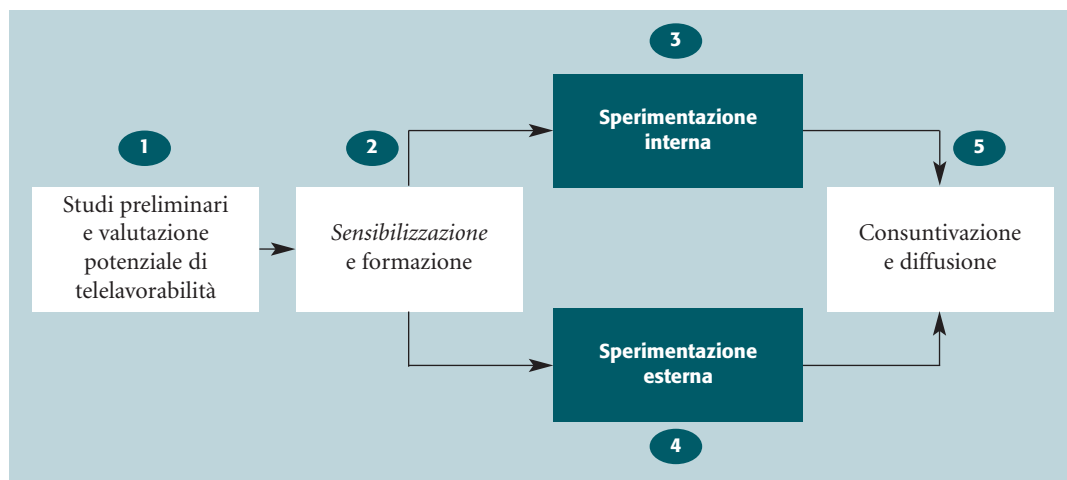 1
Studi preliminari
e valutazione
potenziale di
telelavorabilità
2
Sensibilizzazione
e formazione
3
Sperimentazione
interna
Sperimentazione
esterna
4
5
Consuntivazione
e diffusione